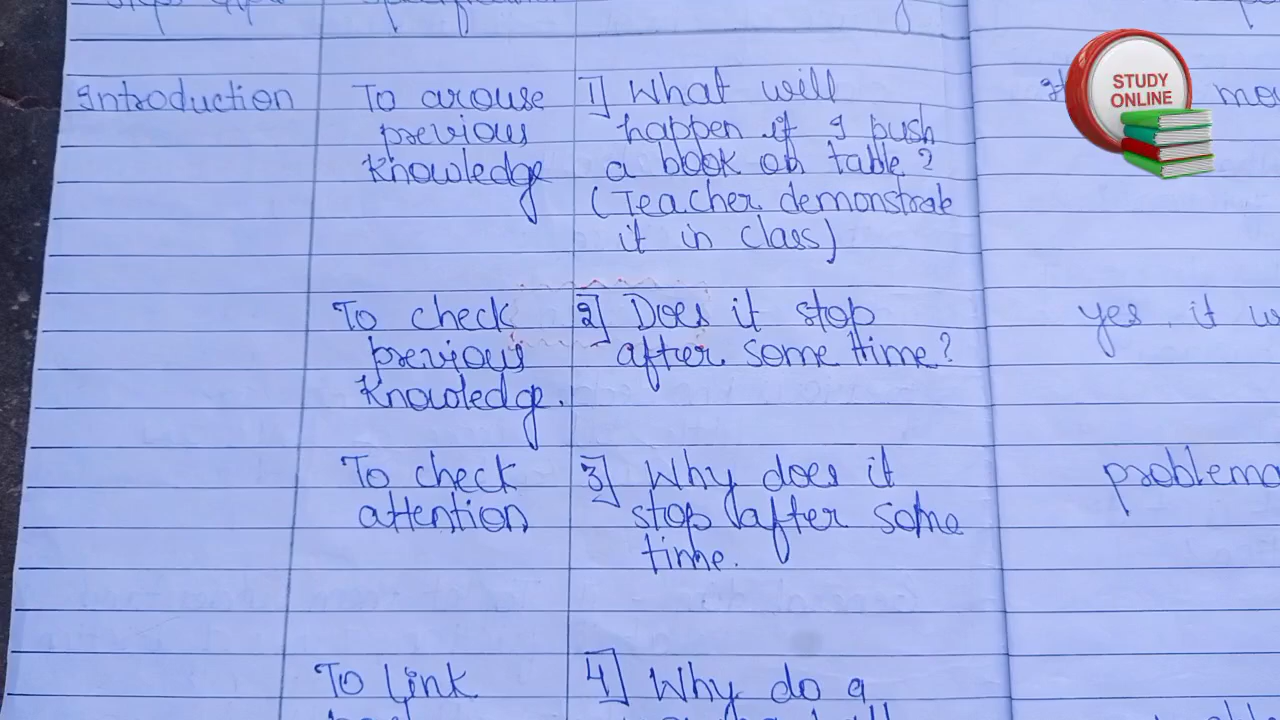 Introduction
To arouse
previous
knowledge
1] What will
happen if I push
a book on table?
(Teacher demonstrate
it in class)
To check
previous
knowledge.
2] Does it stop
after some time?
yes, it
To check
attention
3] Why does it
stop after some
time.
To link
4] Why do a
STUDY
ONLINE